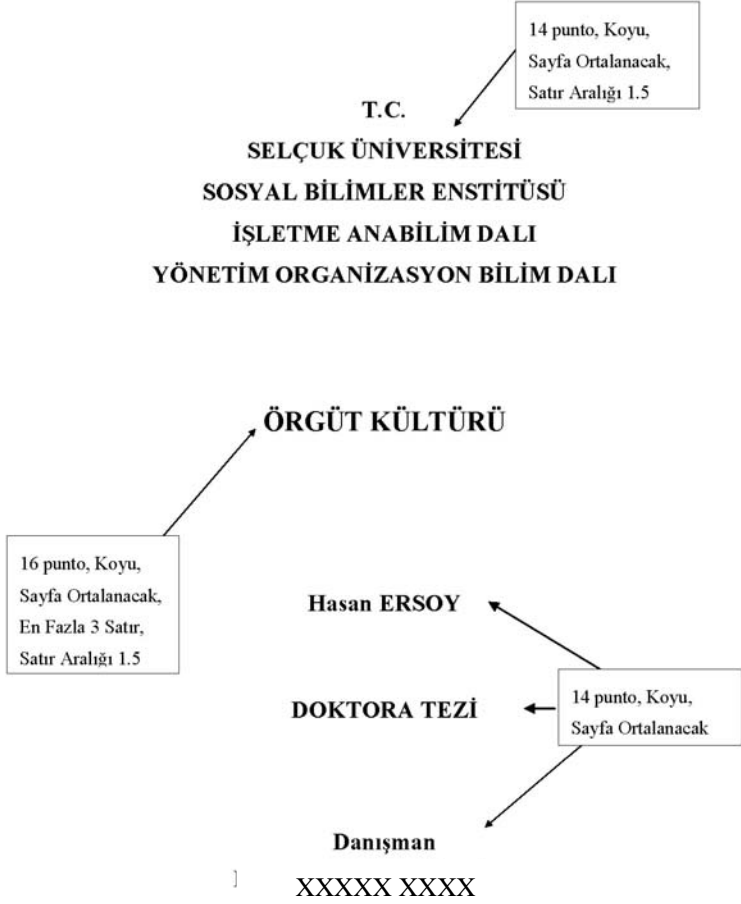 14 punto, Koyu,
Sayfa Ortalanacak,
Satır Aralığı 1.5
T.C.
SELÇUK ÜNİVERSİTESİ
SOSYAL BİLİMLER ENSTİTÜSÜ
İŞLETME ANABİLİM DALI
YÖNETİM ORGANİZASYON BİLİM DALI
ÖRGÜT KÜLTÜRÜ
16 punto, Koyu,
Sayfa Ortalanacak,
En Fazla 3 Satır,
Satır Aralığı 1.5
Hasan ERSOY
DOKTORA TEZİ
14 punto, Koyu,
Sayfa Ortalanacak
Danışman
]
XXXXX XXXX